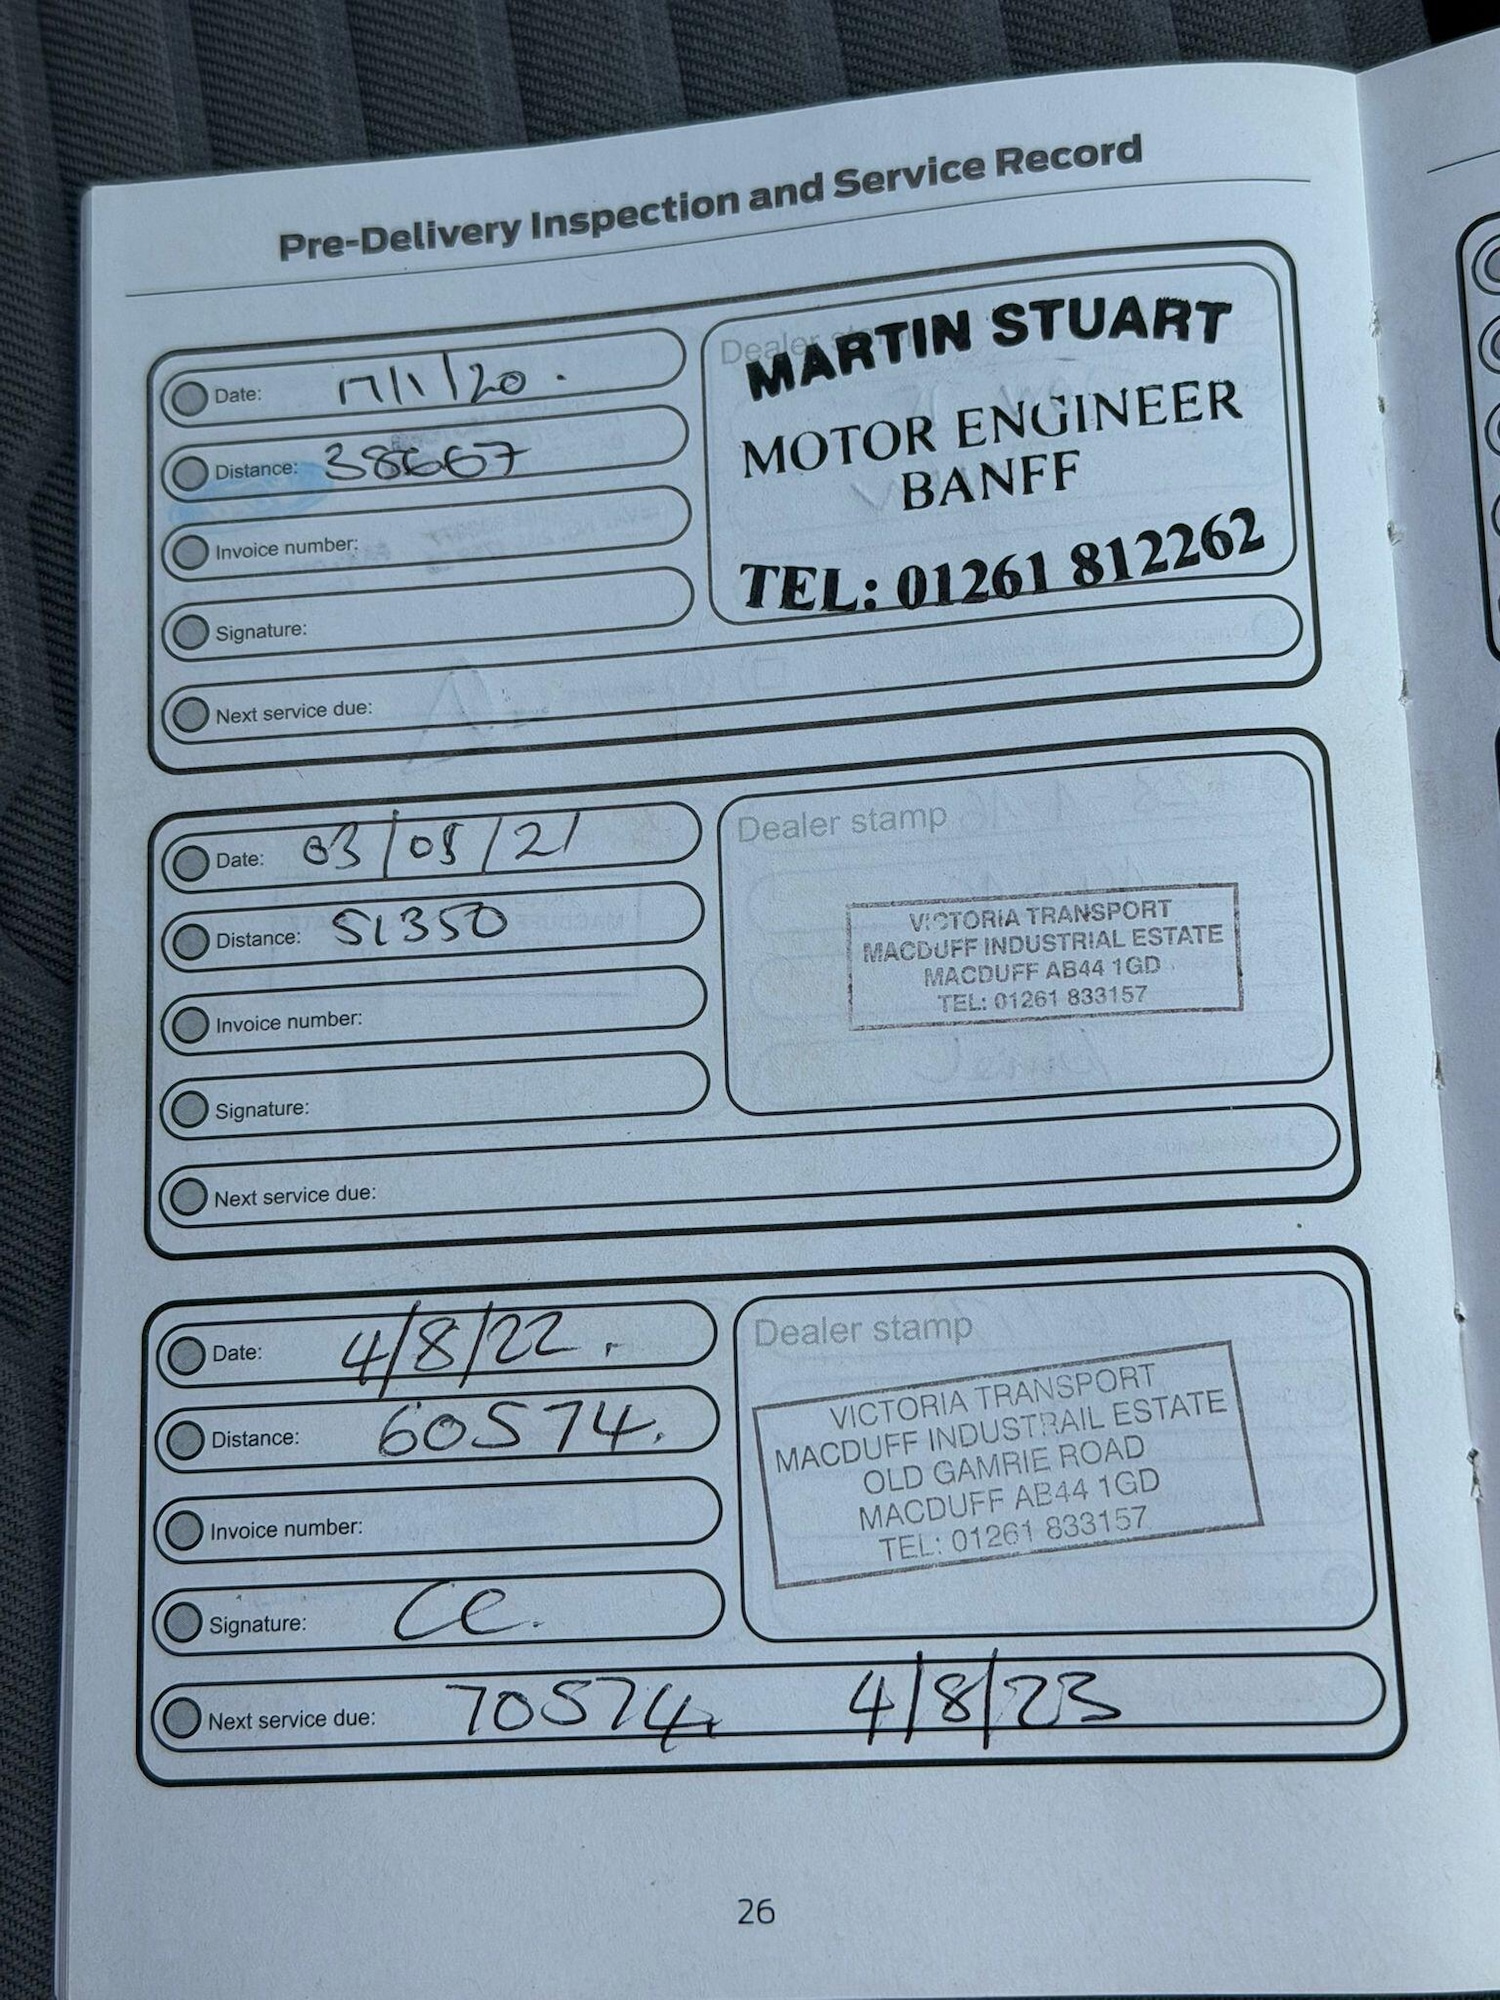 Pre-Delivery Inspection and Service Record
Date: 17/1/20.
Distance: 38667
Invoice number:
Signature:
Next service due:
Dealer
MARTIN STUART
MOTOR ENGINEER
BANFF
TEL: 01261 812262
Date: 03/05/21
Distance: 51350
Invoice number:
Signature:
Next service due:
Dealer stamp
VICTORIA TRANSPORT
MACDUFF INDUSTRIAL ESTATE
MACDUFF AB44 1GD
TEL: 01261 833157
Date: 4/8/22.
Distance: 60574.
Invoice number:
Signature: CC.
Next service due: 70574. 4/8/23
Dealer stamp
VICTORIA TRANSPORT
MACDUFF INDUSTRAIL ESTATE
OLD GAMRIE ROAD
MACDUFF AB44 1GD
TEL: 01261 833157
26